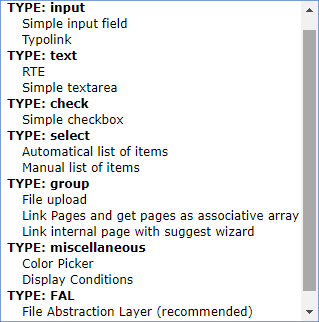 TYPE: input
Simple input field
Typolink
TYPE: text
RTE
Simple textarea
TYPE: check
Simple checkbox
TYPE: select
Automatical list of items
Manual list of items
TYPE: group
File upload
Link Pages and get pages as associative array
Link internal page with suggest wizard
TYPE: miscellaneous
Color Picker
Display Conditions
TYPE: FAL
File Abstraction Layer (recommended)